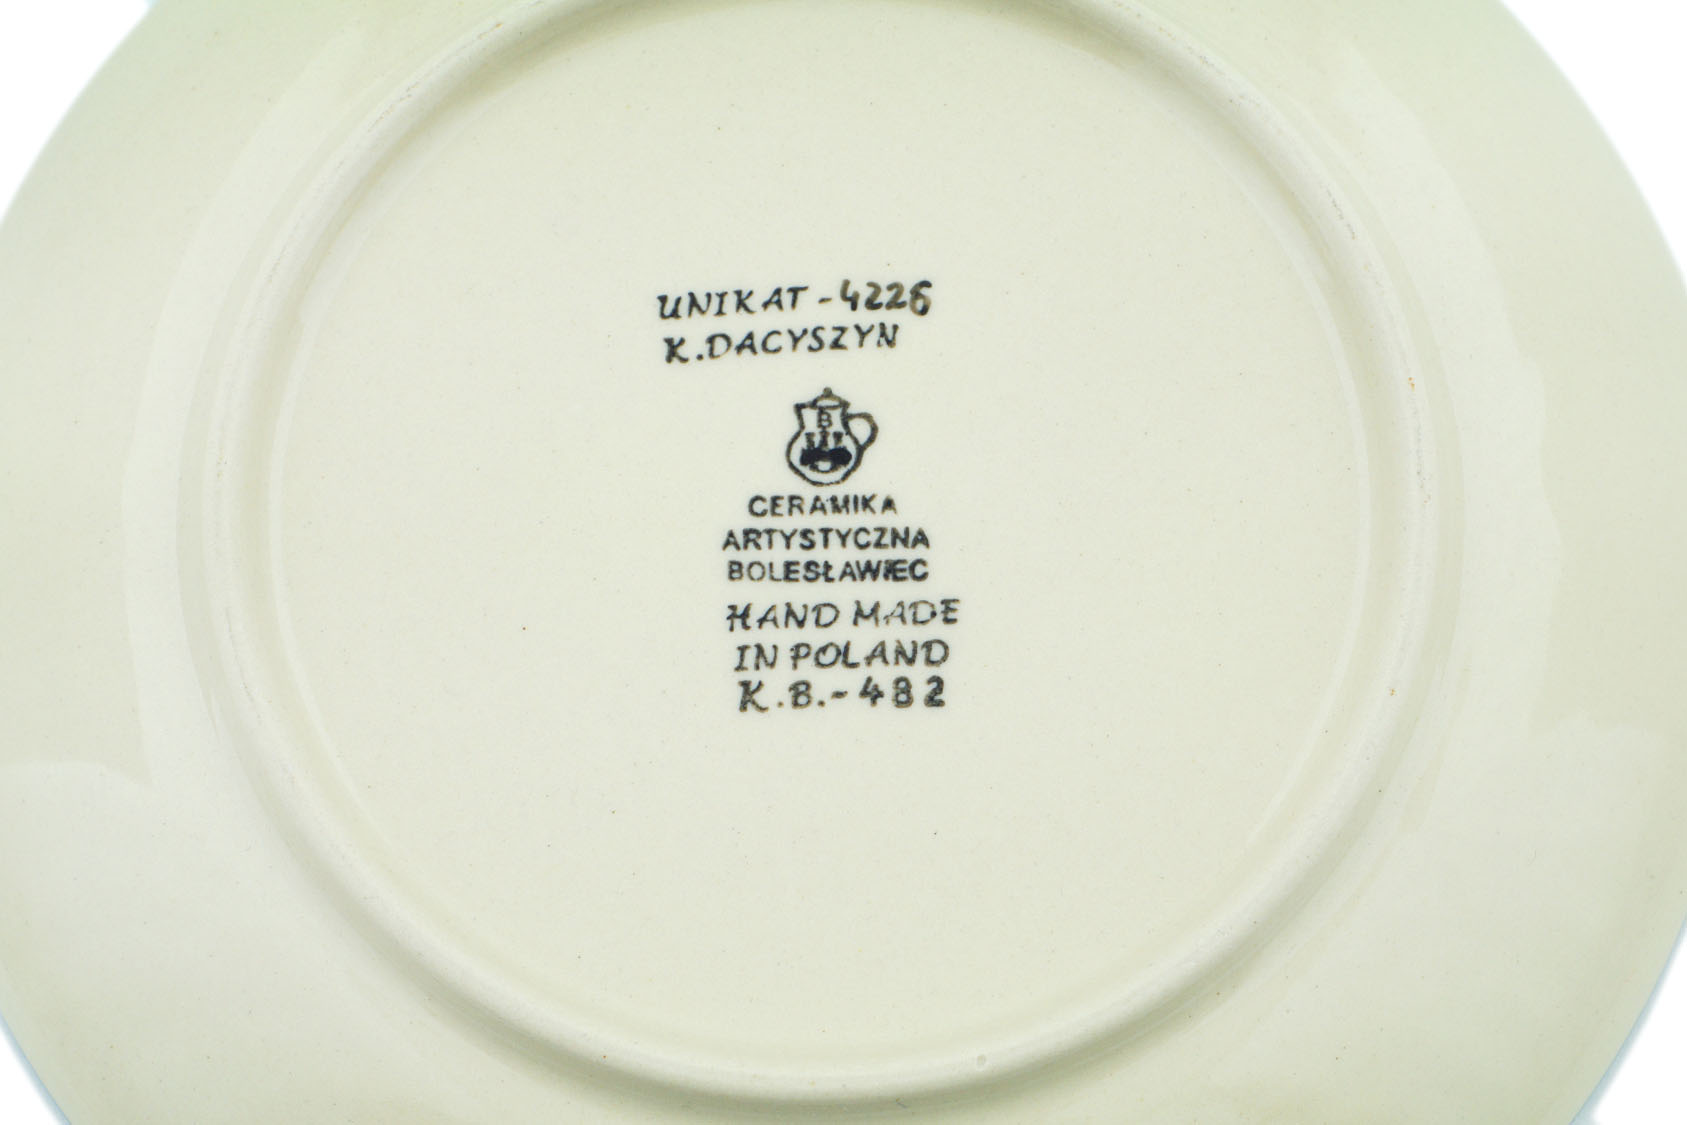 UNIKAT - 4226
K. DACYSZYN
B
CERAMIKA
ARTYSTYCZNA
BOLESŁAWIEC
HAND MADE
IN POLAND
K.B.-482